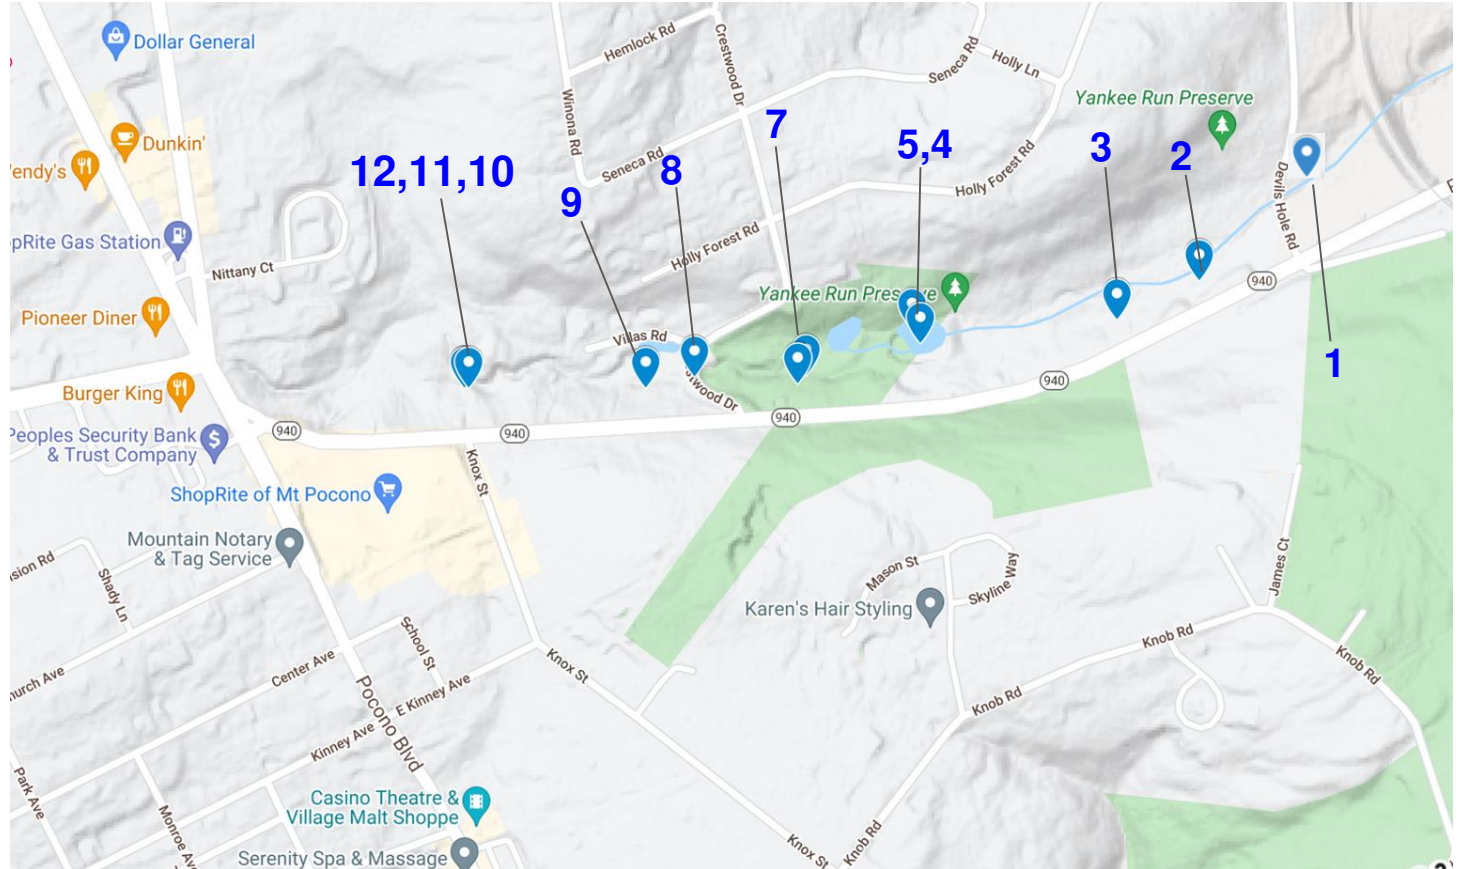 Dollar General
Hemlock Rd
Crestwood Dr
Seneca Rd
Holly Ln
Yankee Run Preserve
Winona Rd
Dunkin'
endy's
7
5,4
3
2
12,11,10
8
9
Seneca Rd
Holly Forest Rd
Devils Hole Rd
1
pRite Gas Station
Nittany Ct
Holly Forest Rd
940
Yankee Run Preserve
Pioneer Diner
Villas Rd
Burger King
stwood Dr
940
940
940
940
Peoples Security Bank
& Trust Company
Knox St
ShopRite of Mt Pocono
Mountain Notary
& Tag Service
sion Rd
Shady Ln
Mason St
Skyline Way
James Ct
Karen's Hair Styling
School St
Knob Rd
Center Ave
Knox St
Knob Rd
urch Ave
E Kinney Ave
Pocono Blvd
Knob Rd
Kinney Ave
Park Ave
Monroe Av
Casino Theatre &
Village Malt Shoppe
Serenity Spa & Massage
Knox St
Knob Rd